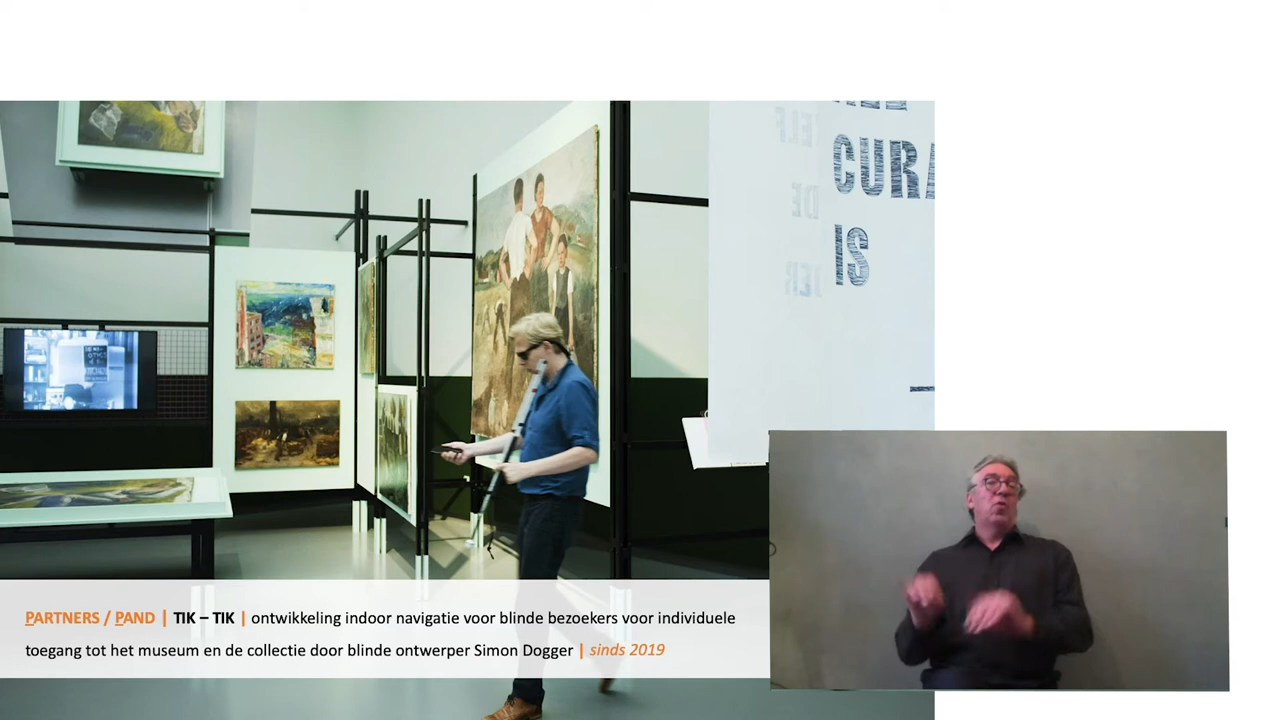 CURA
IS
PARTNERS / PAND | TIK – TIK | ontwikkeling indoor navigatie voor blinde bezoekers voor individuele
toegang tot het museum en de collectie door blinde ontwerper Simon Dogger | sinds 2019